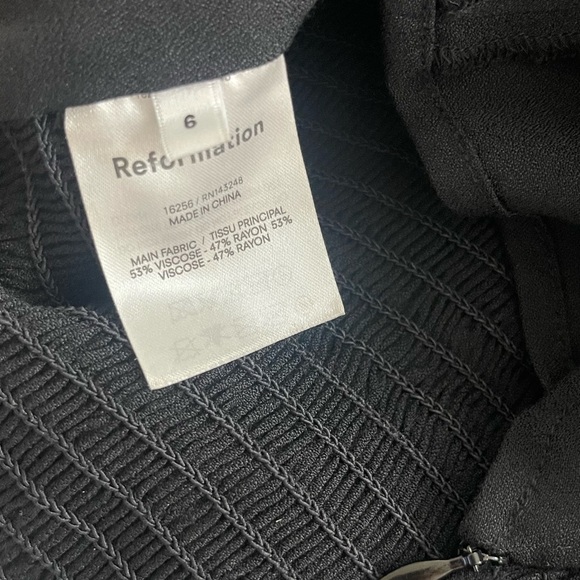 6
Reformation
16256 / RN143248
MADE IN CHINA
MAIN FABRIC / TISSU PRINCIPAL
53% VISCOSE - 47% RAYON 53%
VISCOSE - 47% RAYON